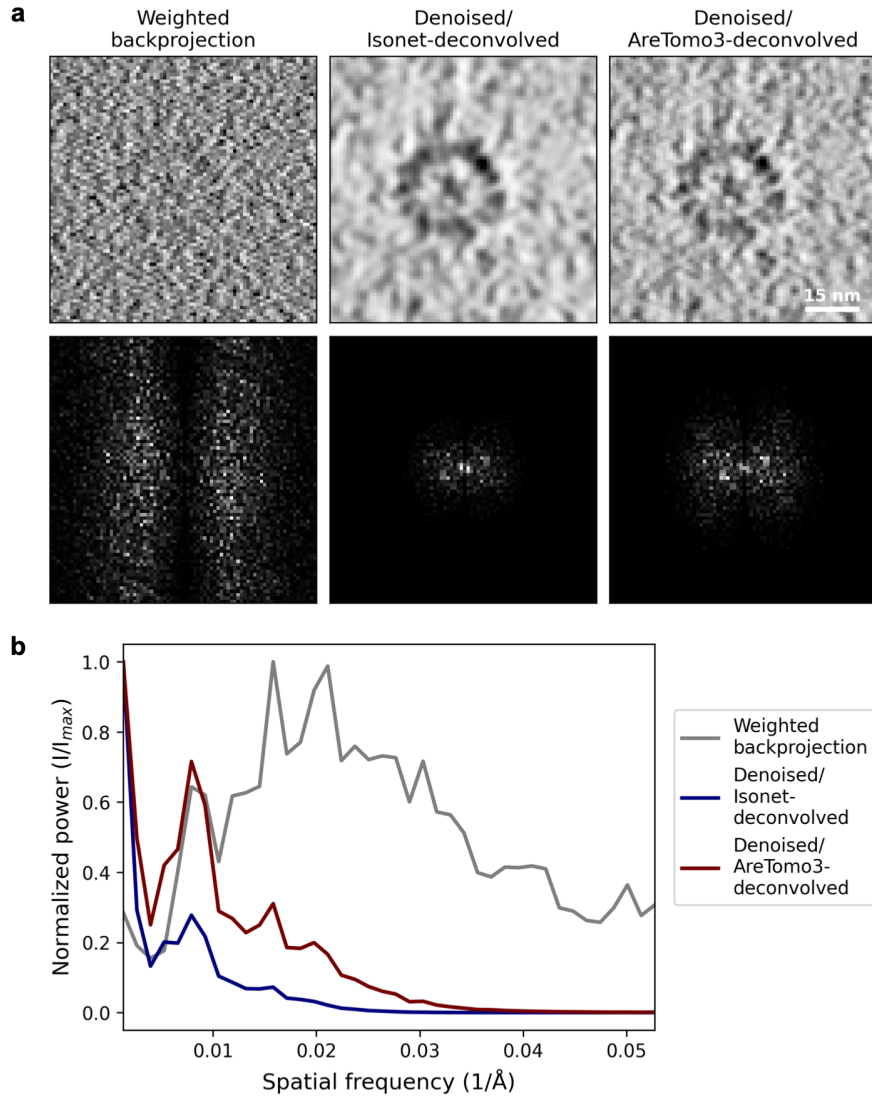 a
Weighted
backprojection
Denoised/
Isonet-deconvolved
Denoised/
AreTomo3-deconvolved
15 nm
b
Normalized power (I/Imax)
1.0
0.8
0.6
0.4
0.2
0.0
0.01
0.02
0.03
0.04
0.05
Spatial frequency (1/Å)
Weighted
backprojection
Denoised/
Isonet-
deconvolved
Denoised/
AreTomo3-
deconvolved